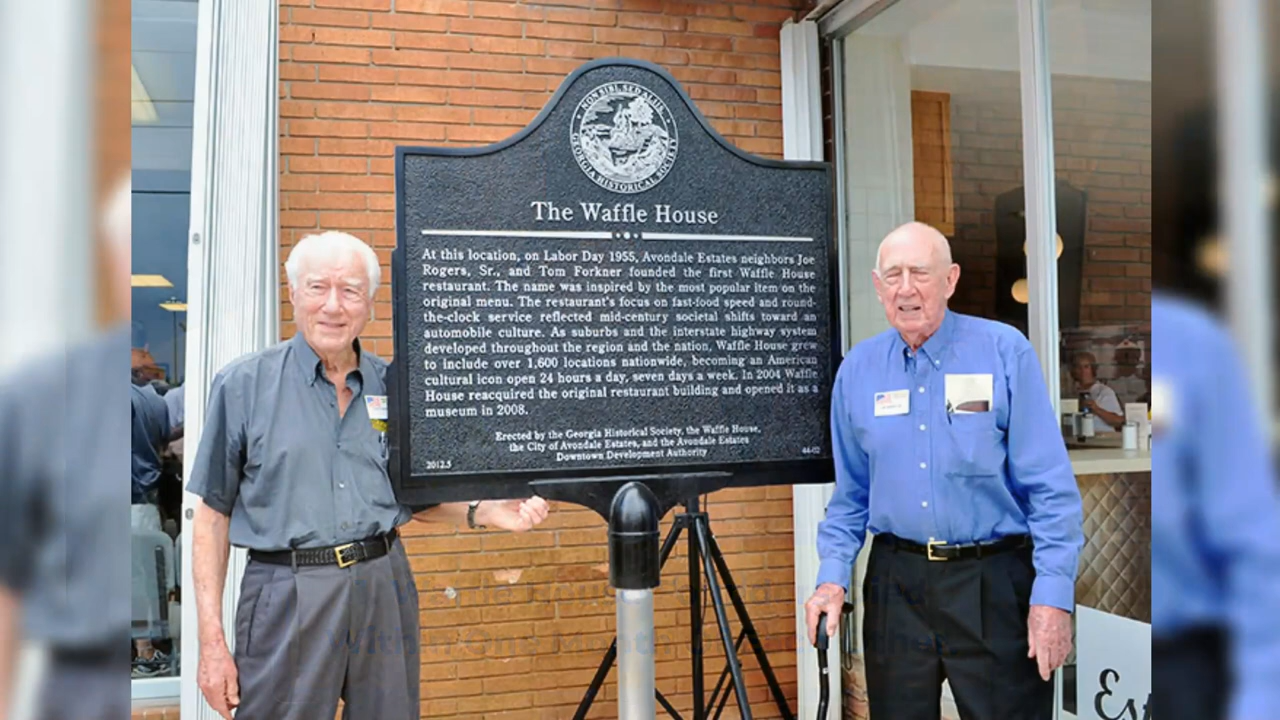 NON SIBI, SED ALIIS
GEORGIA HISTORICAL SOCIETY
The Waffle House
At this location, on Labor Day 1955, Avondale Estates neighbors Joe
Rogers, Sr., and Tom Forkner founded the first Waffle House
restaurant. The name was inspired by the most popular item on the
original menu. The restaurant's focus on fast-food speed and round-
the-clock service reflected mid-century societal shifts toward an
automobile culture. As suburbs and the interstate highway system
developed throughout the region and the nation, Waffle House grew
to include over 1,600 locations nationwide, becoming an American
cultural icon open 24 hours a day, seven days a week. In 2004 Waffle
House reacquired the original restaurant building and opened it as a
museum in 2008.
Erected by the Georgia Historical Society, the Waffle House,
the City of Avondale Estates, and the Avondale Estates
Downtown Development Authority
2012.5
44-02
Within One Month
Est